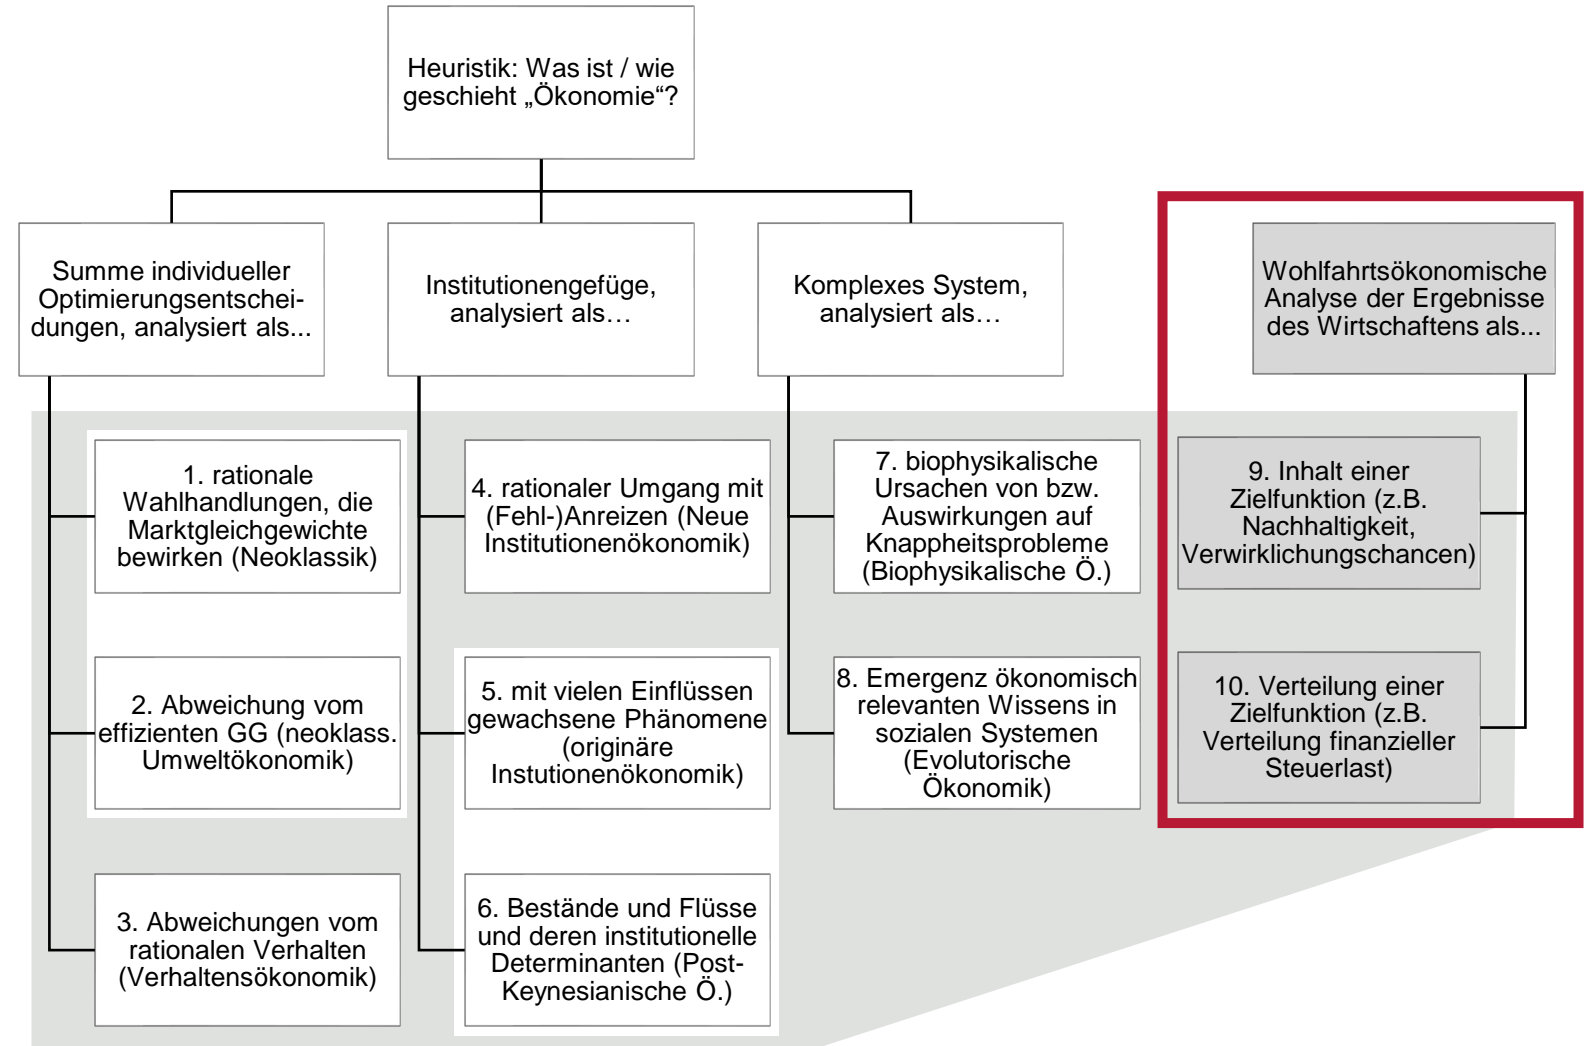 Heuristik: Was ist / wie
geschieht „Ökonomie“?
Summe individueller
Optimierungsentschei-
dungen, analysiert als...
Institutionengefüge,
analysiert als…
Komplexes System,
analysiert als…
Wohlfahrtsökonomische
Analyse der Ergebnisse
des Wirtschaftens als...
1. rationale
Wahlhandlungen, die
Marktgleichgewichte
bewirken (Neoklassik)
2. Abweichung vom
effizienten GG (neoklass.
Umweltökonomik)
3. Abweichungen vom
rationalen Verhalten
(Verhaltensökonomik)
4. rationaler Umgang mit
(Fehl-)Anreizen (Neue
Institutionenökonomik)
5. mit vielen Einflüssen
gewachsene Phänomene
(originäre
Instutionenökonomik)
6. Bestände und Flüsse
und deren institutionelle
Determinanten (Post-
Keynesianische Ö.)
7. biophysikalische
Ursachen von bzw.
Auswirkungen auf
Knappheitsprobleme
(Biophysikalische Ö.)
8. Emergenz ökonomisch
relevanten Wissens in
sozialen Systemen
(Evolutorische
Ökonomik)
9. Inhalt einer
Zielfunktion (z.B.
Nachhaltigkeit,
Verwirklichungschancen)
10. Verteilung einer
Zielfunktion (z.B.
Verteilung finanzieller
Steuerlast)